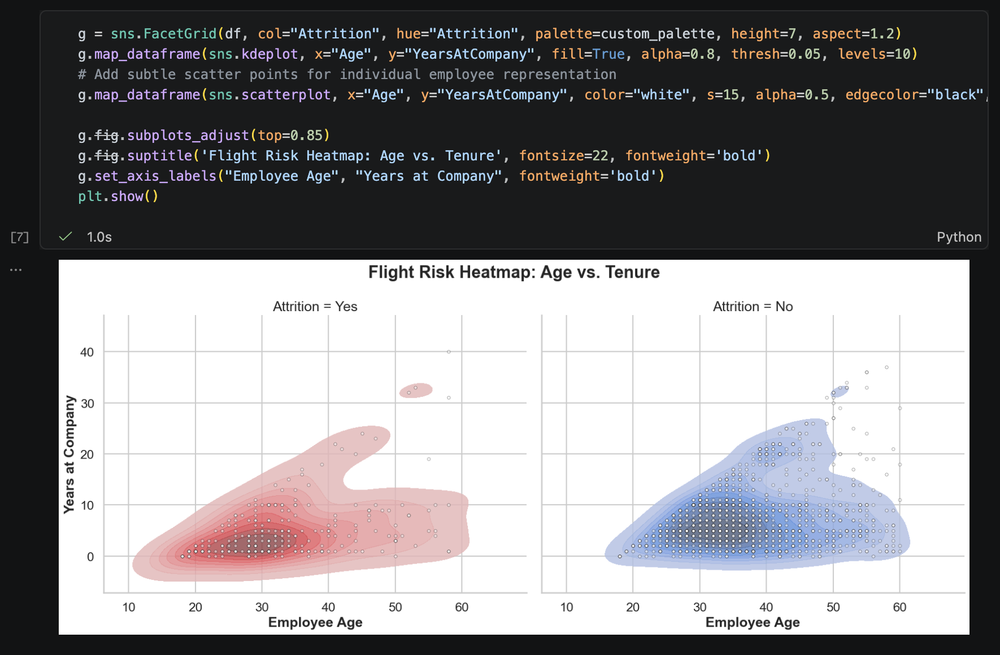 g = sns.FacetGrid(df, col="Attrition", hue="Attrition", palette=custom_palette, height=7, aspect=1.2)
g.map_dataframe(sns.kdeplot, x="Age", y="YearsAtCompany", fill=True, alpha=0.8, thresh=0.05, levels=10)
# Add subtle scatter points for individual employee representation
g.map_dataframe(sns.scatterplot, x="Age", y="YearsAtCompany", color="white", s=15, alpha=0.5, edgecolor="black",
g.fig.subplots_adjust(top=0.85)
g.fig.suptitle('Flight Risk Heatmap: Age vs. Tenure', fontsize=22, fontweight='bold')
g.set_axis_labels("Employee Age", "Years at Company", fontweight='bold')
plt.show()
[7]
1.0s
Python
...
Flight Risk Heatmap: Age vs. Tenure
Attrition = Yes
Attrition = No
Years at Company
40
30
20
10
0
10 20 30 40 50 60
10 20 30 40 50 60
Employee Age
Employee Age